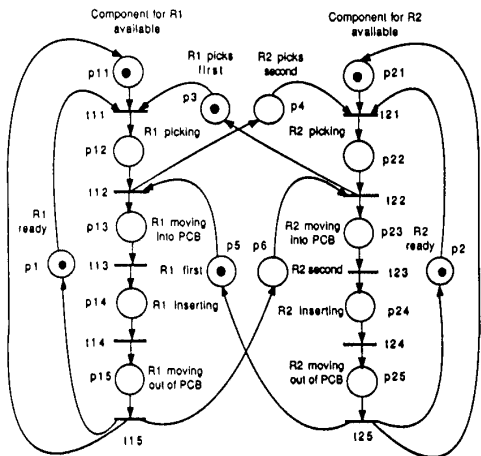 Component for R1
available
Component for R2
available
R1 picks
first
R2 picks
second
p11
p21
p3
p4
t11
t21
R1 picking
R2 picking
p12
p22
t12
t22
p13
R1 moving
into PCB
p5
p6
R2 moving
into PCB
p23
R1
ready
R2
ready
p1
t13
R1 first
R2 second
t23
p2
p14
R1 Inserting
R2 Inserting
p24
t14
t24
p15
R1 moving
out of PCB
R2 moving
out of PCB
p25
t15
t25